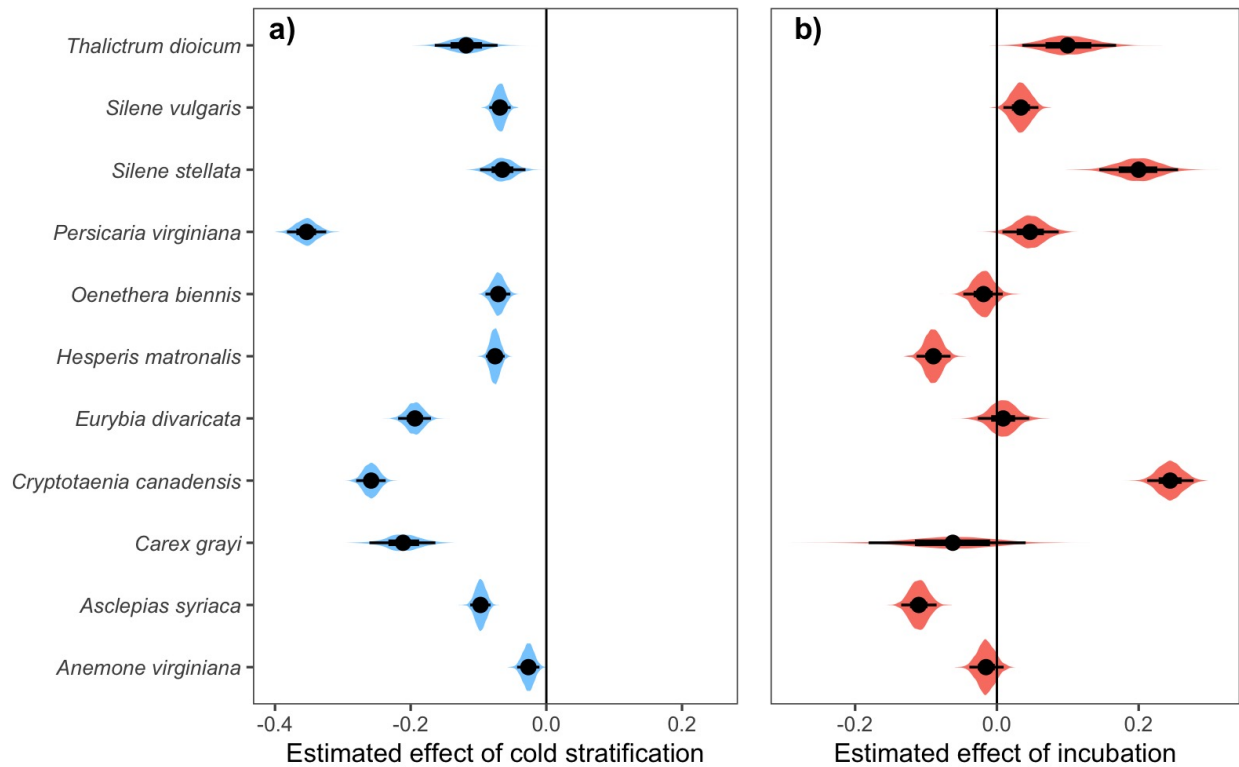 a)
b)
Thalictrum dioicum
Silene vulgaris
Silene stellata
Persicaria virginiana
Oenethera biennis
Hesperis matronalis
Eurybia divaricata
Cryptotaenia canadensis
Carex grayi
Asclepias syriaca
Anemone virginiana
-0.4 -0.2 0.0 0.2
-0.2 0.0 0.2
Estimated effect of cold stratification
Estimated effect of incubation